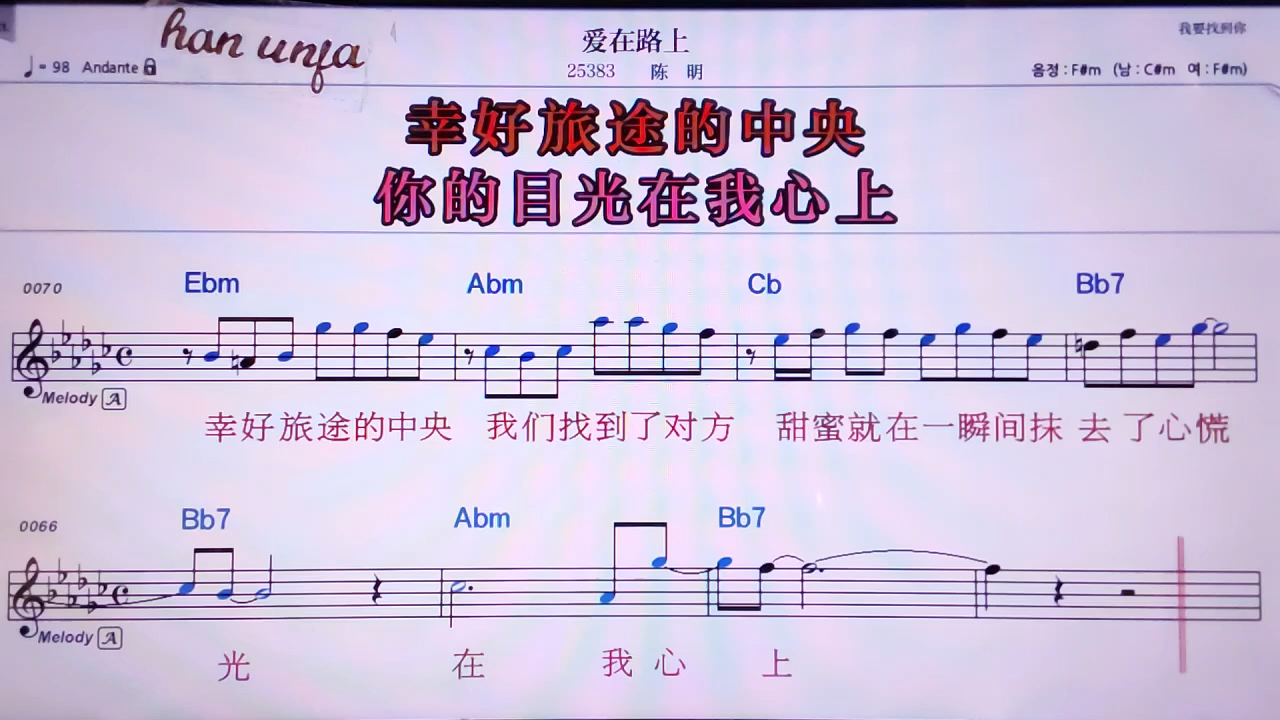 han unfa
爱在路上
我要找到你
♩= 98 Andante
25383 陈 明
음정 : F#m (남 : C#m 여 : F#m)
幸好旅途的中央
你的目光在我心上
0070
Ebm Abm Cb Bb7
Melody A
幸好旅途的中央 我们找到了对方 甜蜜就在一瞬间抹去了心慌
0066
Bb7 Abm Bb7
Melody A
光 在 我 心 上